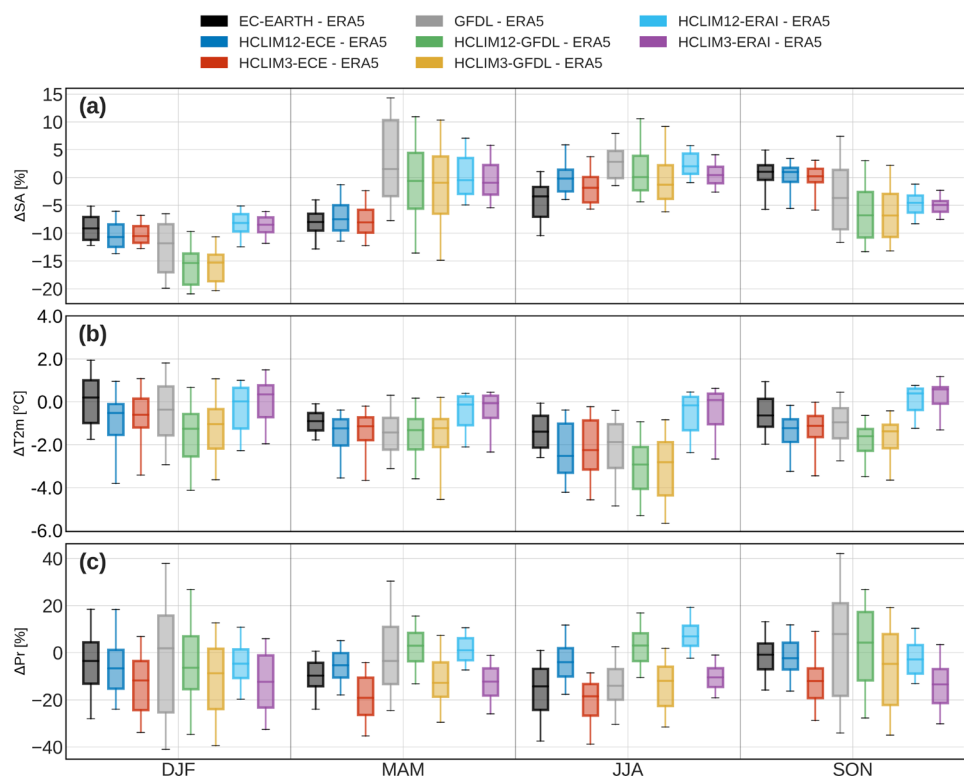 EC-EARTH - ERA5 GFDL - ERA5 HCLIM12-ERAI - ERA5
HCLIM12-ECE - ERA5 HCLIM12-GFDL - ERA5 HCLIM3-ERAI - ERA5
HCLIM3-ECE - ERA5 HCLIM3-GFDL - ERA5
(a)
ΔSA [%]
15
10
5
0
−5
−10
−15
−20
(b)
ΔT2m [°C]
4.0
2.0
0.0
-2.0
-4.0
-6.0
(c)
ΔPr [%]
40
20
0
−20
−40
DJF MAM JJA SON